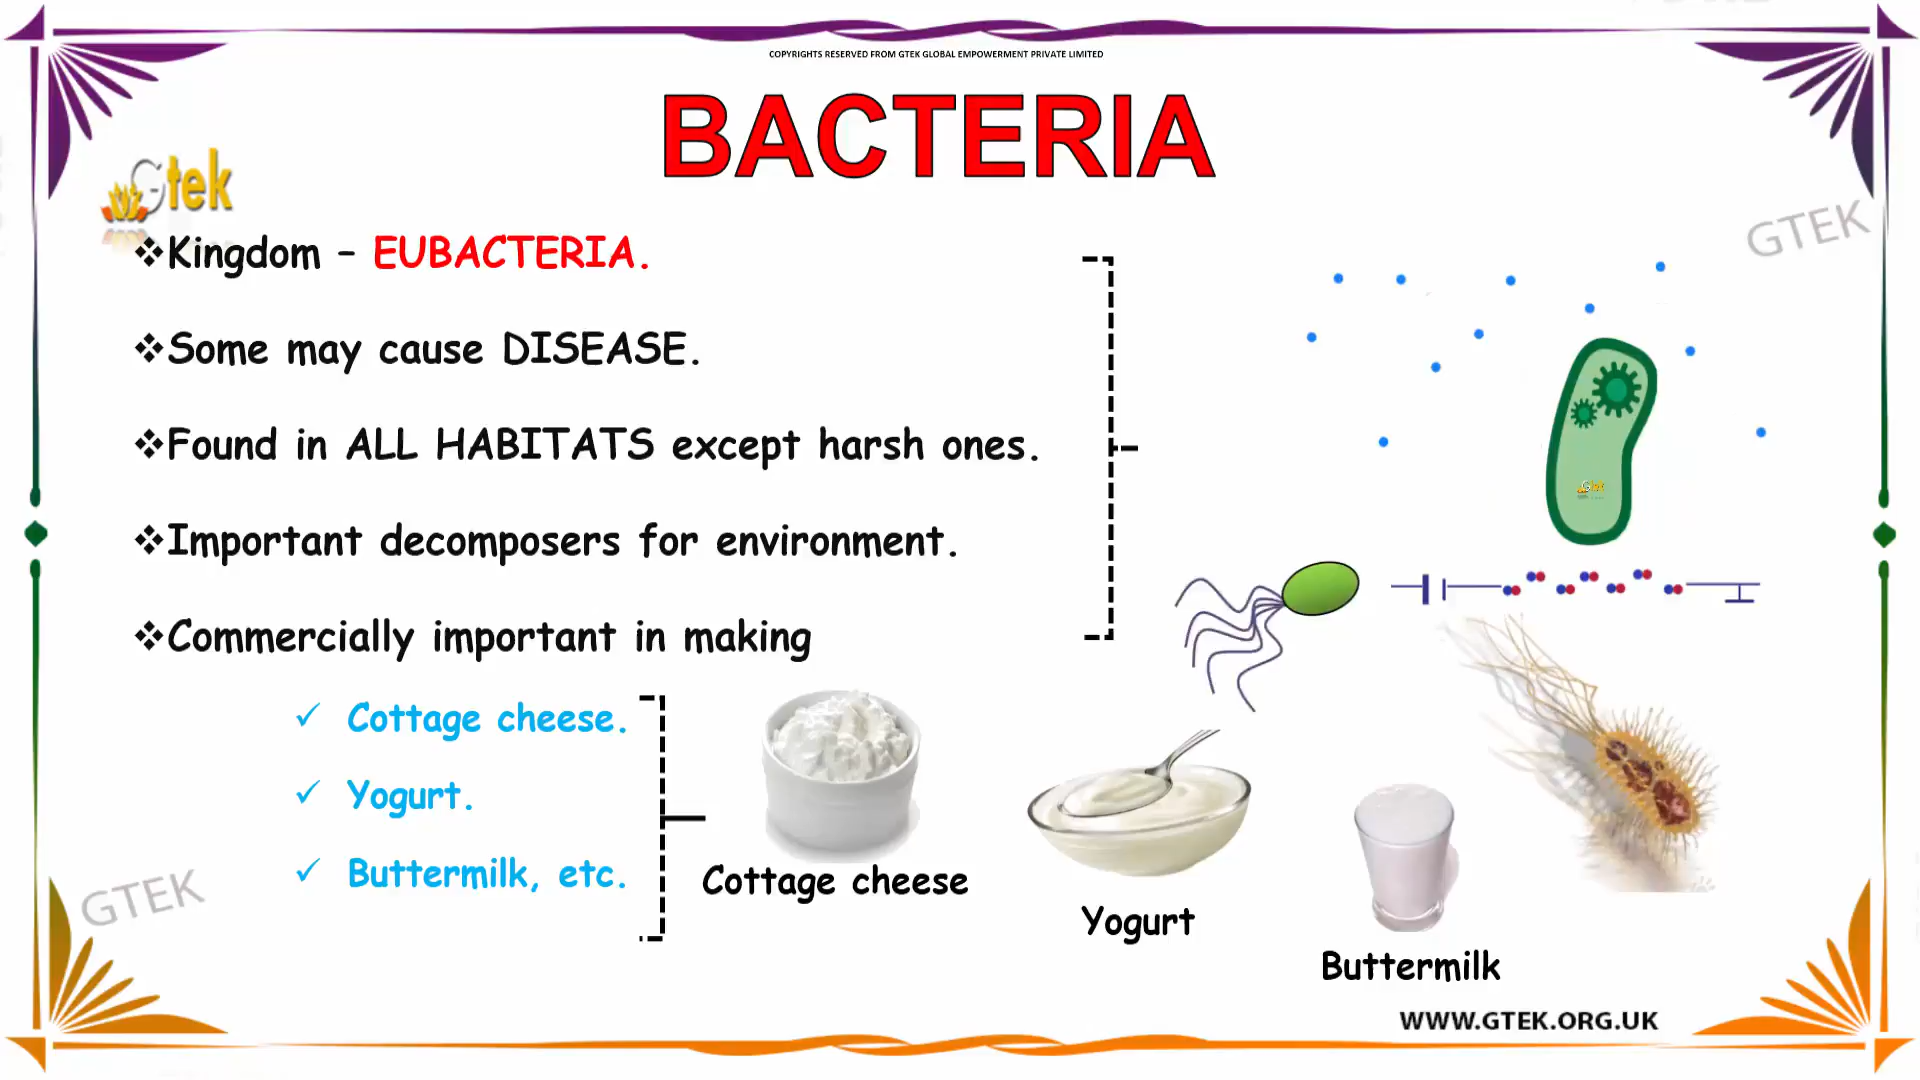 COPYRIGHTS RESERVED FROM GTEK GLOBAL EMPOWERMENT PRIVATE LIMITED
BACTERIA
Gtek
GTEK
❖Kingdom – EUBACTERIA.
❖Some may cause DISEASE.
❖Found in ALL HABITATS except harsh ones.
❖Important decomposers for environment.
❖Commercially important in making
✓ Cottage cheese.
✓ Yogurt.
✓ Buttermilk, etc.
Cottage cheese
Yogurt
Buttermilk
Gtek
GTEK
WWW.GTEK.ORG.UK